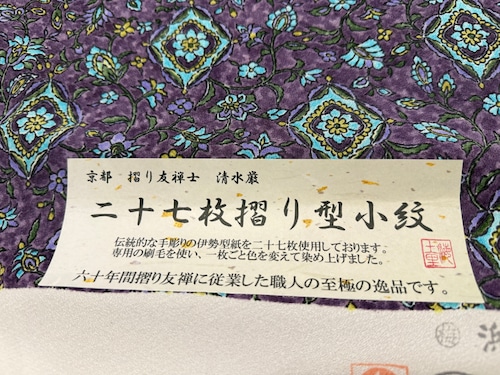 京都 摺り友禅士 清水巌
二十七枚摺り型小紋
伝統的な手彫りの伊勢型紙を二十七枚使用しております。
専用の刷毛を使い、一枚ごと色を変えて染め上げました。
六十年間摺り友禅に従業した職人の至極の逸品です。
浜